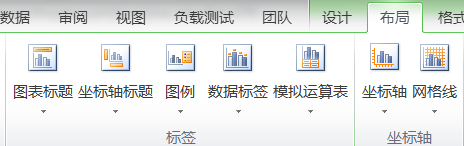 数据 审阅 视图 负载测试 团队 设计 布局 格式
图表标题 坐标轴标题 图例 数据标签 模拟运算表 坐标轴 网格线
标签 坐标轴